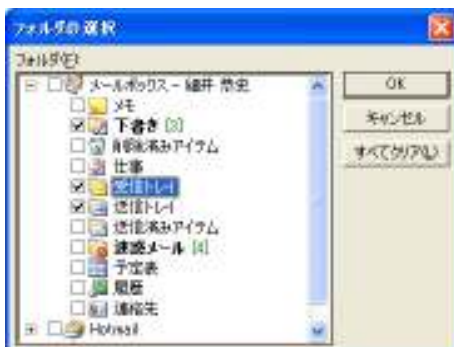 フォルダの選択
フォルダ(F):
メールボックス - 細井 恭史
メモ
下書き [3]
削除済みアイテム
仕事
受信トレイ
送信トレイ
送信済みアイテム
迷惑メール [4]
予定表
履歴
連絡先
Hotmail
OK
キャンセル
すべてクリア(L)